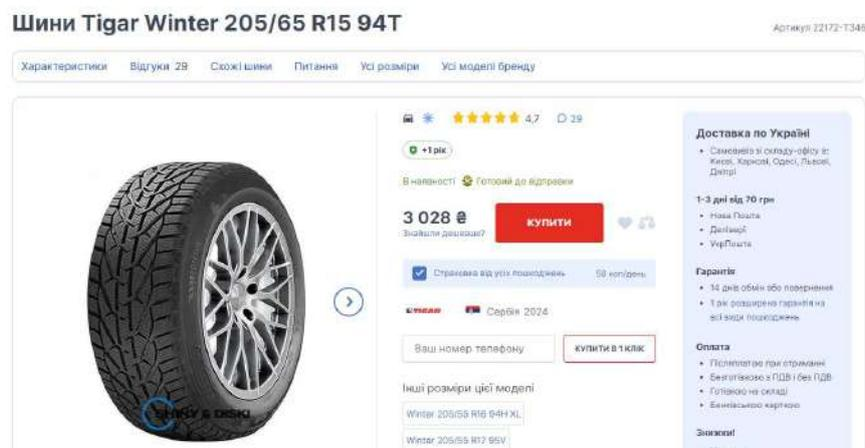 Шини Tigar Winter 205/65 R15 94T
Артикул 22172-T346
Характеристики Відгуки 29 Схожі шини Питання Усі розміри Усі моделі бренду
4,7 29
+1 рік
В наявності Готовий до відправки
3 028 ₴
Знайшли дешевше?
КУПИТИ
Страховка від усіх пошкоджень 58 коп/день
TIGAR Сербія 2024
Ваш номер телефону КУПИТИ В 1 КЛІК
Інші розміри цієї моделі
Winter 205/55 R16 94H XL
Winter 205/55 R17 95V
SHINY & DISKI
Доставка по Україні
Самовивіз зі складу-офісу в:
Києві, Харкові, Одесі, Львові,
Дніпрі
1-3 дні від 70 грн
Нова Пошта
Делівері
УкрПошта
Гарантія
14 днів обмін або повернення
1 рік розширена гарантія на
всі види пошкоджень
Оплата
Післяплатою при отриманні
Безготівково з ПДВ і без ПДВ
Готівкою на складі
Банківською карткою
Знижки!